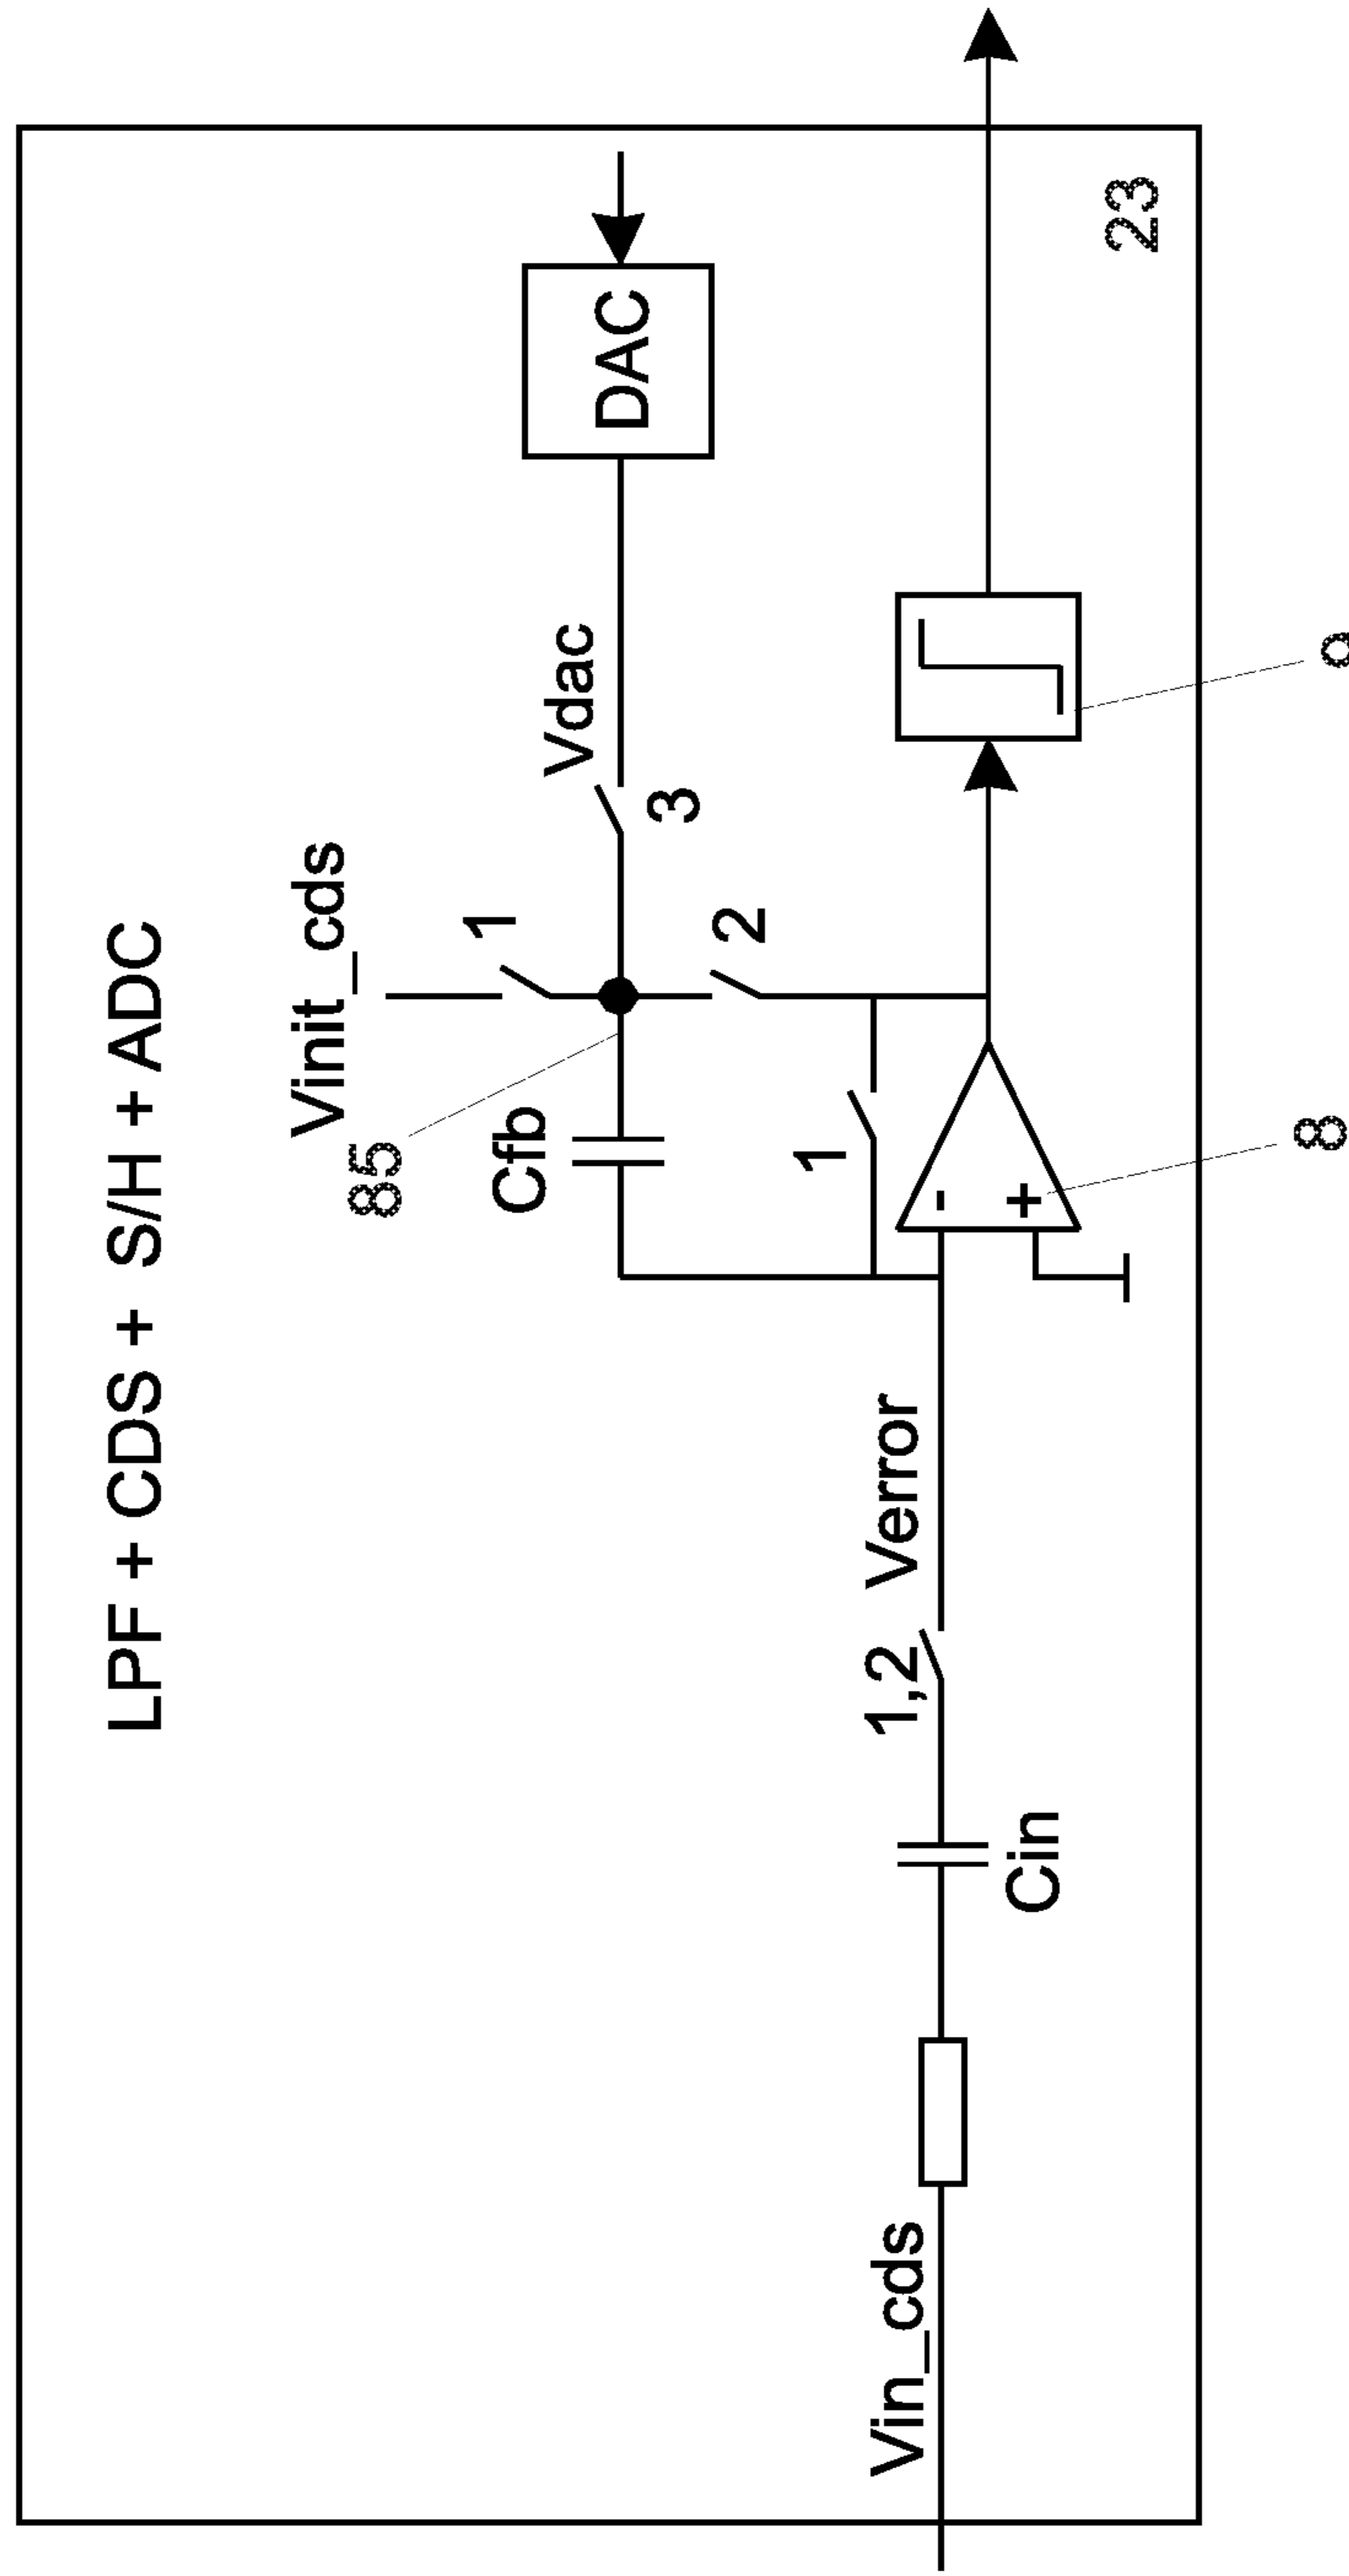 LPF + CDS + S/H + ADC
Vinit_cds
85
1
Cfb
Vdac
DAC
3
2
1
1,2
Verror
Vin_cds
Cin
-
+
8
9
23